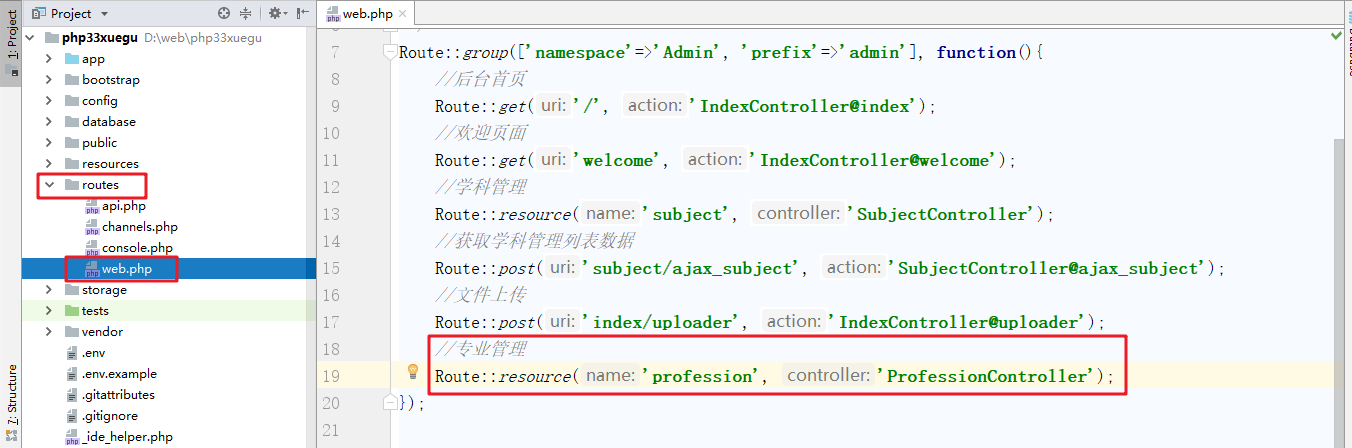 Project
web.php
1: Project
php33xuegu D:\web\php33xuegu
app
bootstrap
config
database
public
resources
routes
api.php
channels.php
console.php
web.php
storage
tests
vendor
.env
.env.example
.gitattributes
.gitignore
_ide_helper.php
7: Structure
7 Route::group(['namespace'=>'Admin', 'prefix'=>'admin'], function(){
8 //后台首页
9 Route::get( uri: '/', action: 'IndexController@index');
10 //欢迎页面
11 Route::get( uri: 'welcome', action: 'IndexController@welcome');
12 //学科管理
13 Route::resource( name: 'subject', controller: 'SubjectController');
14 //获取学科管理列表数据
15 Route::post( uri: 'subject/ajax_subject', action: 'SubjectController@ajax_subject');
16 //文件上传
17 Route::post( uri: 'index/uploader', action: 'IndexController@uploader');
18 //专业管理
19 Route::resource( name: 'profession', controller: 'ProfessionController');
20 });
21